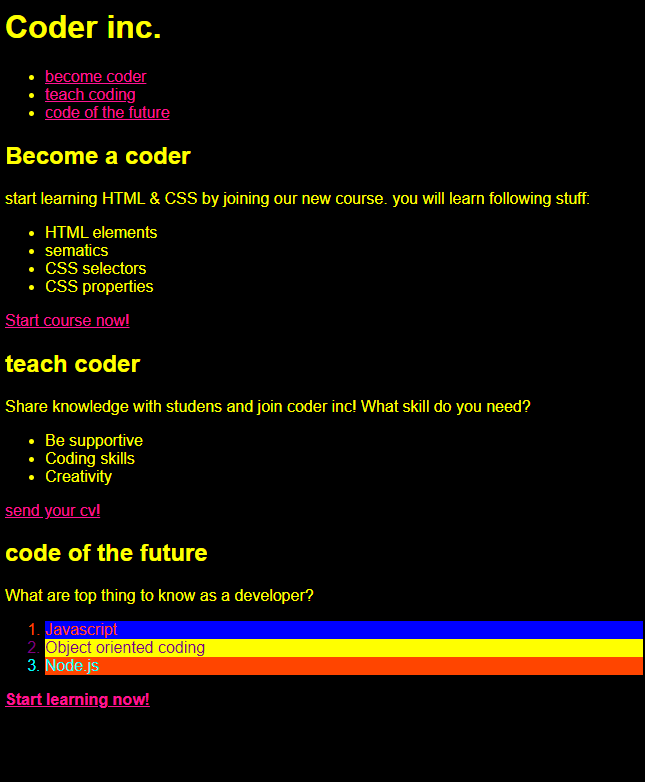 Coder inc.
• become coder
• teach coding
• code of the future
Become a coder
start learning HTML & CSS by joining our new course. you will learn following stuff:
• HTML elements
• sematics
• CSS selectors
• CSS properties
Start course now!
teach coder
Share knowledge with studens and join coder inc! What skill do you need?
• Be supportive
• Coding skills
• Creativity
send your cv!
code of the future
What are top thing to know as a developer?
1. Javascript
2. Object oriented coding
3. Node.js
Start learning now!